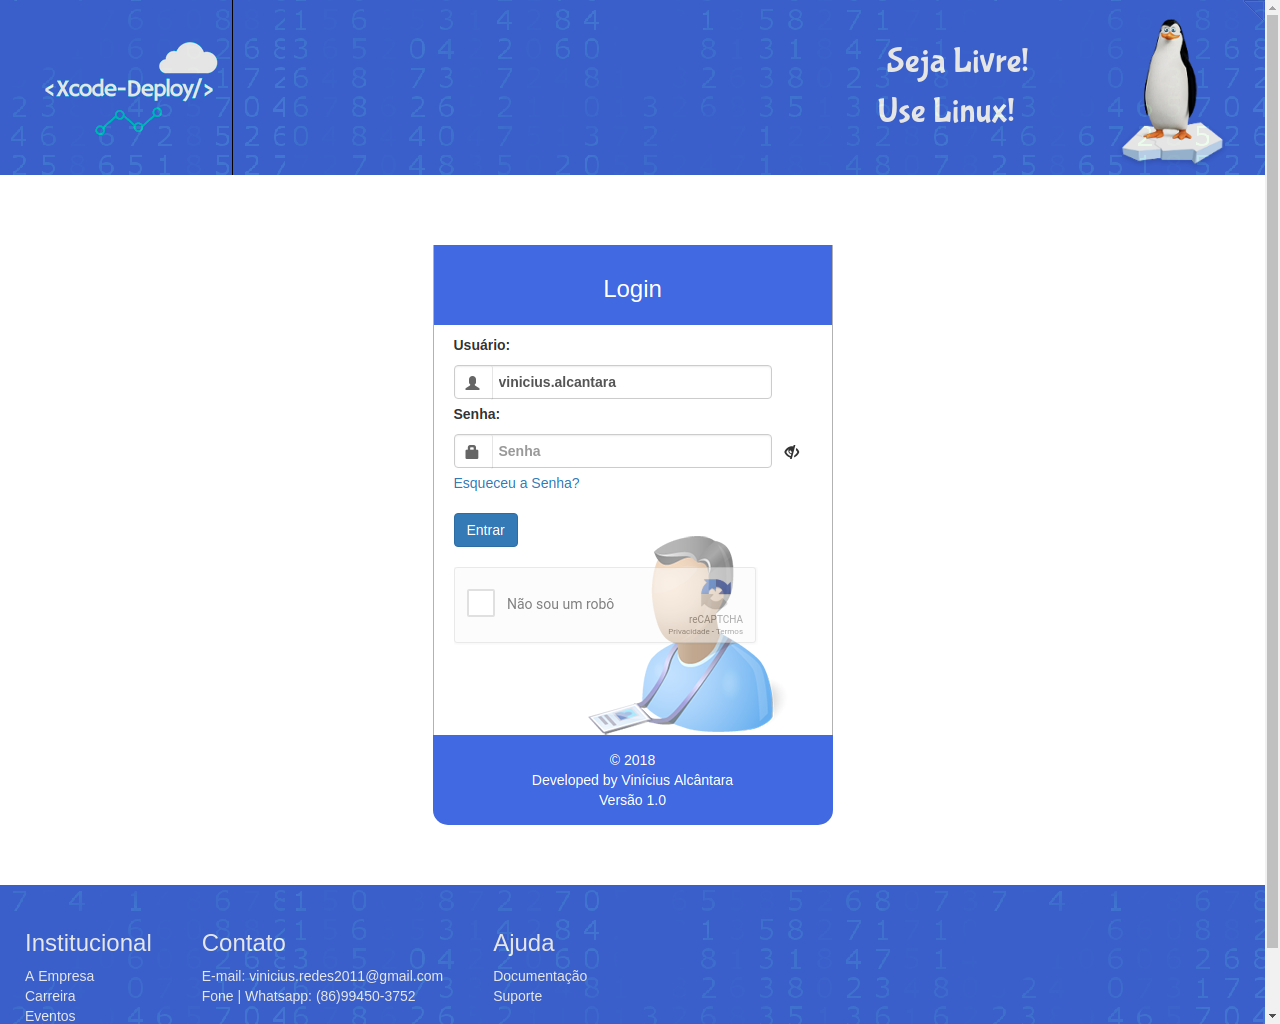 <Xcode-Deploy/>
Seja Livre!
Use Linux!
Login
Usuário:
vinicius.alcantara
Senha:
Senha
Esqueceu a Senha?
Entrar
Não sou um robô
reCAPTCHA
Privacidade - Termos
© 2018
Developed by Vinícius Alcântara
Versão 1.0
Institucional
A Empresa
Carreira
Eventos
Contato
E-mail: vinicius.redes2011@gmail.com
Fone | Whatsapp: (86)99450-3752
Ajuda
Documentação
Suporte